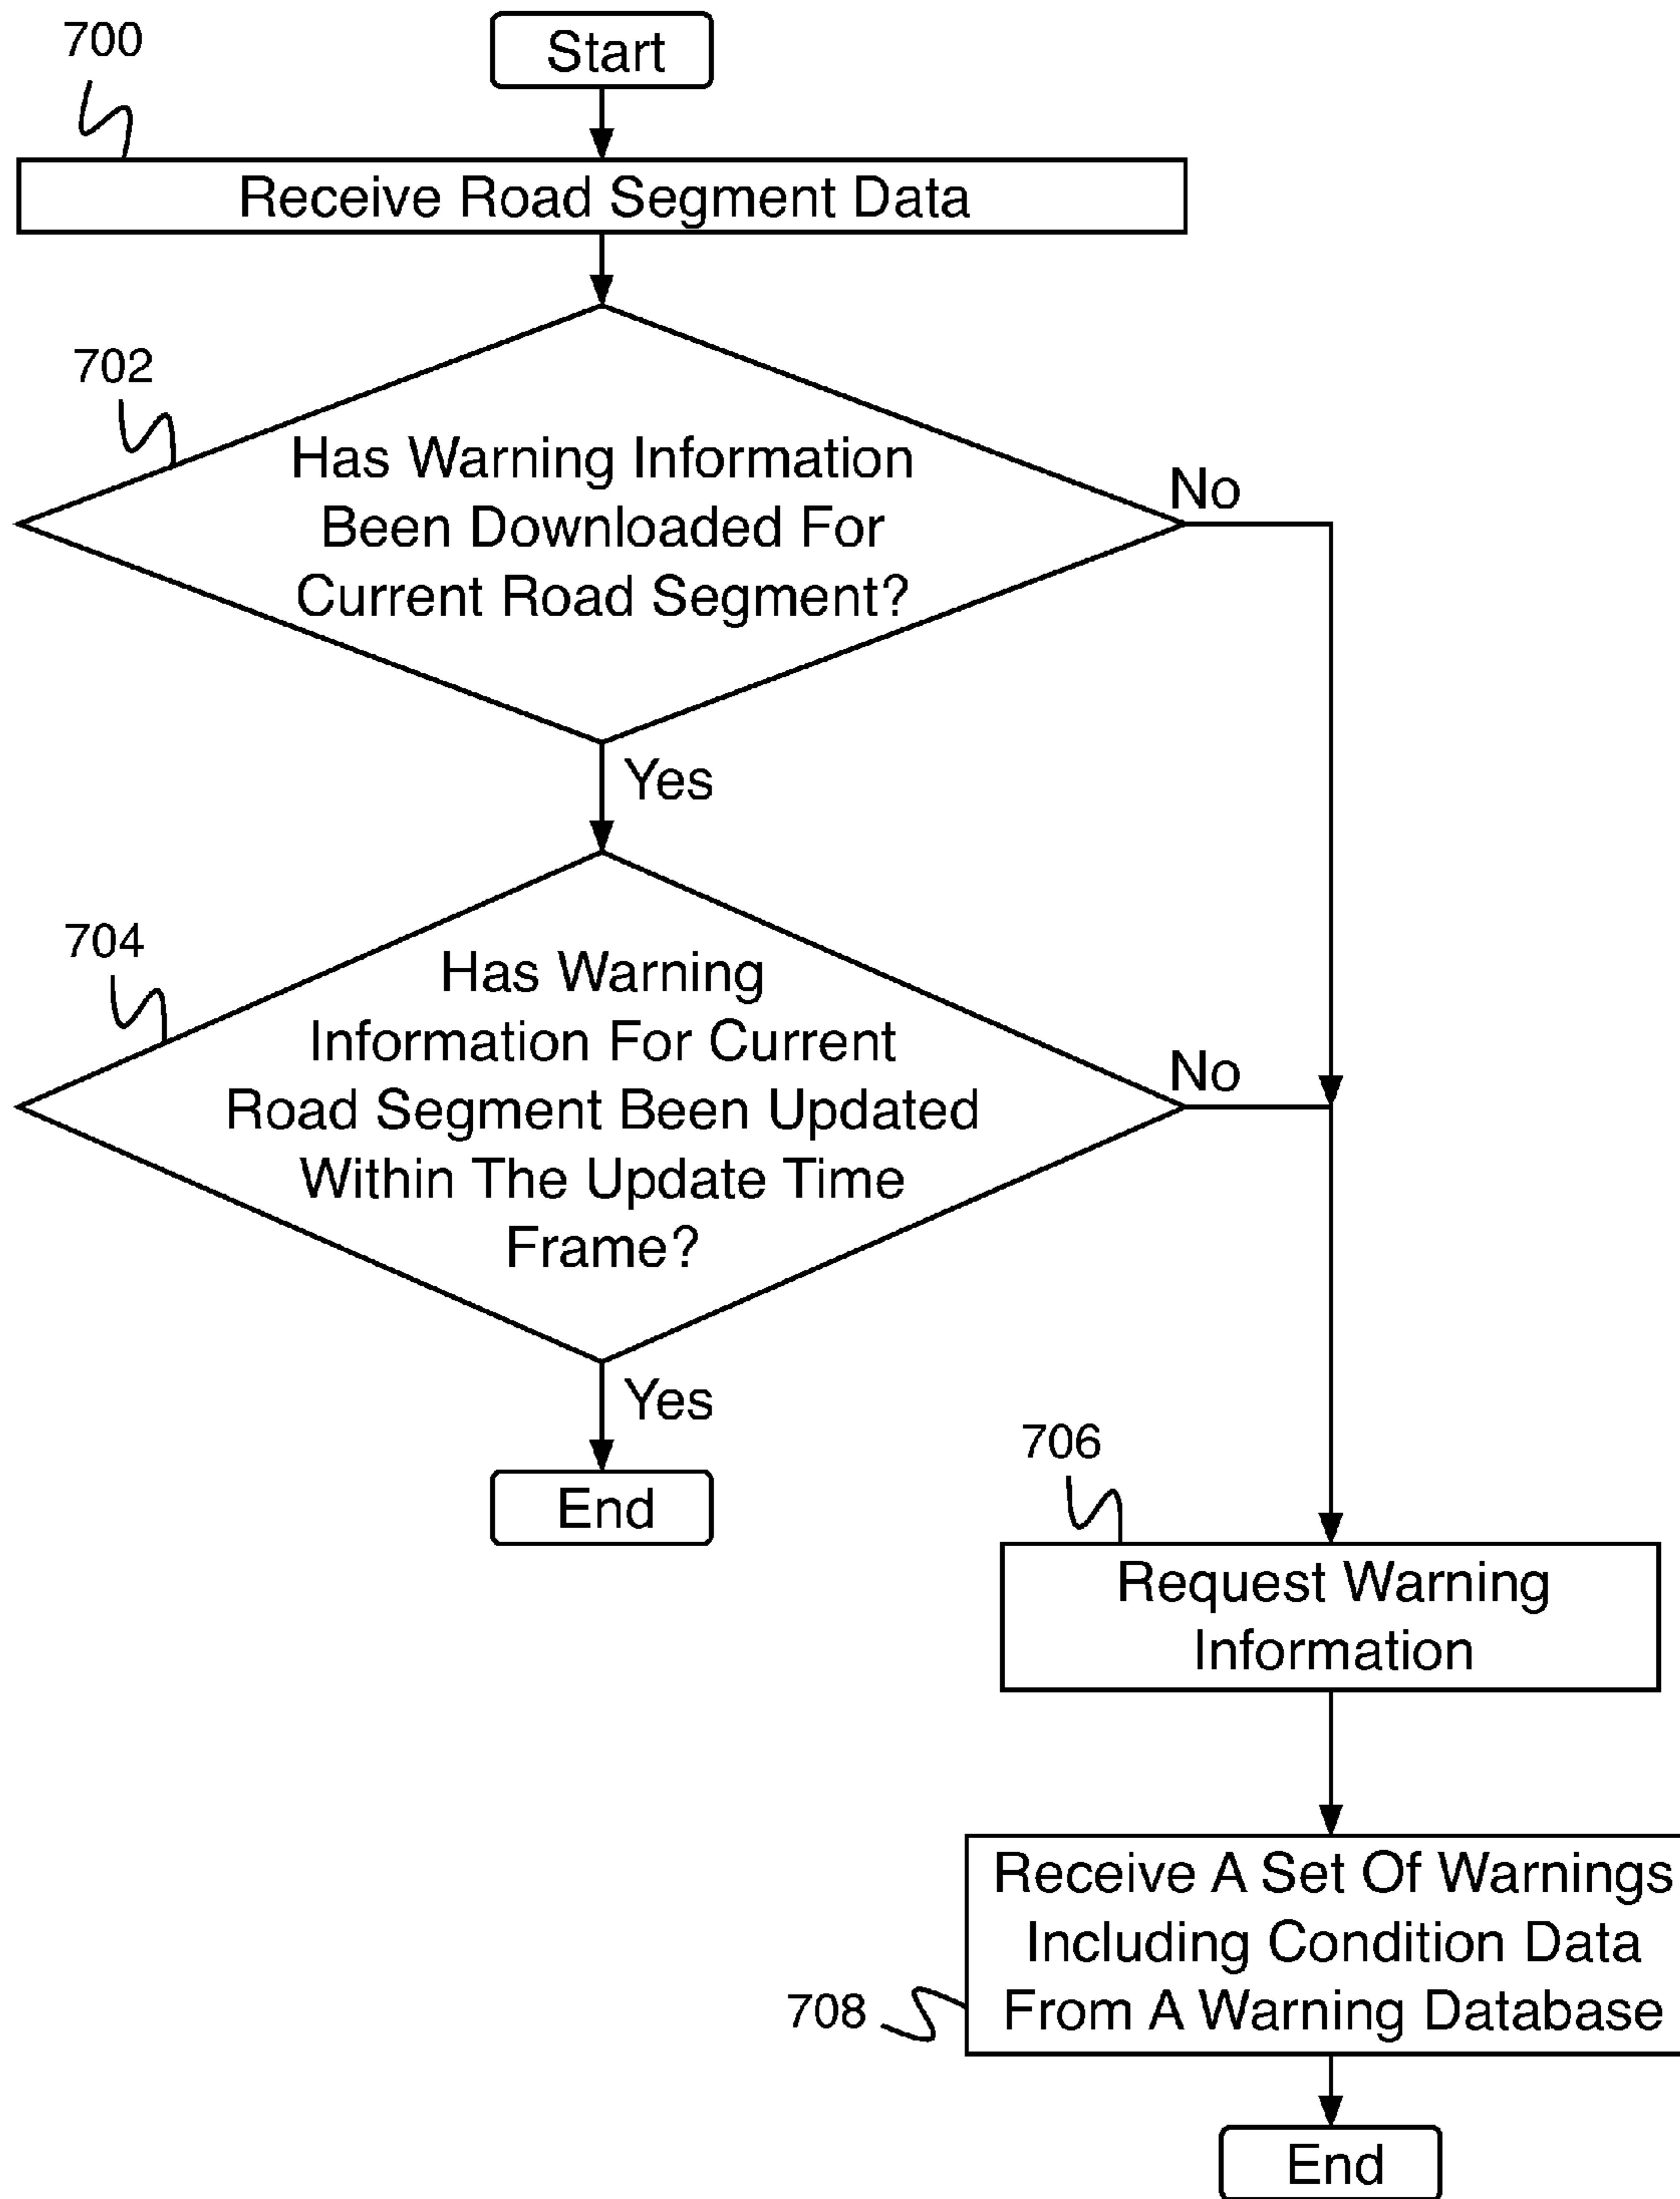 700
Start
Receive Road Segment Data
702
Has Warning Information
Been Downloaded For
Current Road Segment?
No
Yes
704
Has Warning
Information For Current
Road Segment Been Updated
Within The Update Time
Frame?
No
Yes
End
706
Request Warning
Information
Receive A Set Of Warnings
Including Condition Data
From A Warning Database
708
End